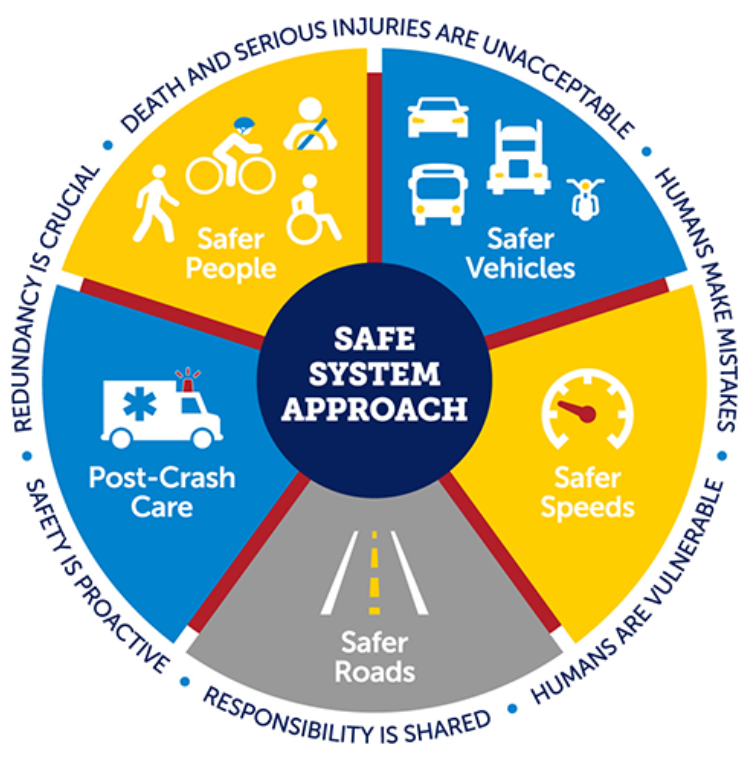 DEATH AND SERIOUS INJURIES ARE UNACCEPTABLE
HUMANS MAKE MISTAKES
HUMANS ARE VULNERABLE
RESPONSIBILITY IS SHARED
SAFETY IS PROACTIVE
REDUNDANCY IS CRUCIAL
Safer
People
Safer
Vehicles
SAFE
SYSTEM
APPROACH
Post-Crash
Care
Safer
Speeds
Safer
Roads